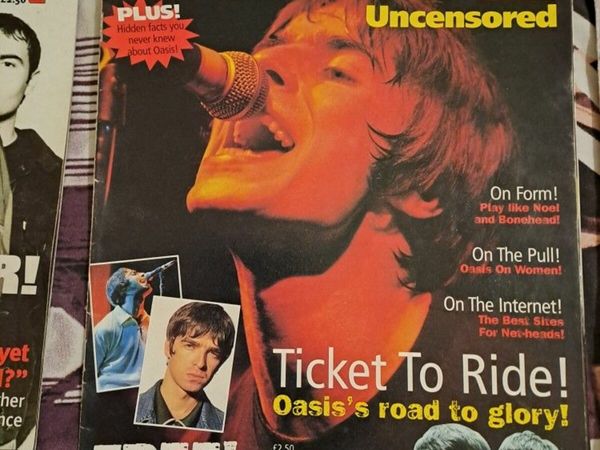 £1.50
PLUS!
Hidden facts you
never knew
about Oasis!
Uncensored
On Form!
Play like Noel
and Bonehead!
On The Pull!
Oasis On Women!
On The Internet!
The Best Sites
For Net-heads!
R!
yet
?”
her
nce
Ticket To Ride!
Oasis's road to glory!
£2.50